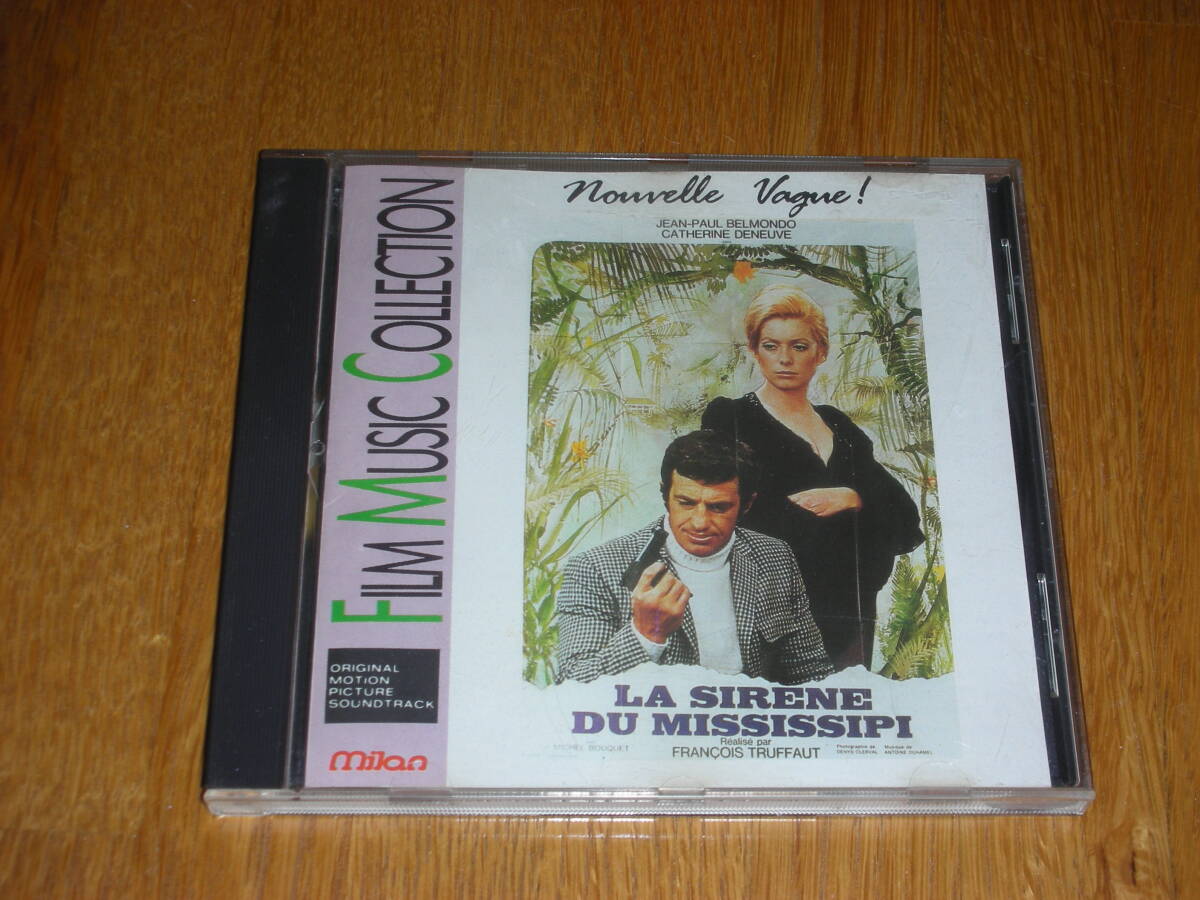 FILM MUSIC COLLECTION
ORIGINAL
MOTION
PICTURE
SOUNDTRACK
milan
Nouvelle Vague!
JEAN-PAUL BELMONDO
CATHERINE DENEUVE
LA SIRENE
DU MISSISSIPI
MICHEL BOUQUET
Réalisé par
FRANÇOIS TRUFFAUT
Photographie de
DENYS CLERVAL
Musique de
ANTOINE DUHAMEL